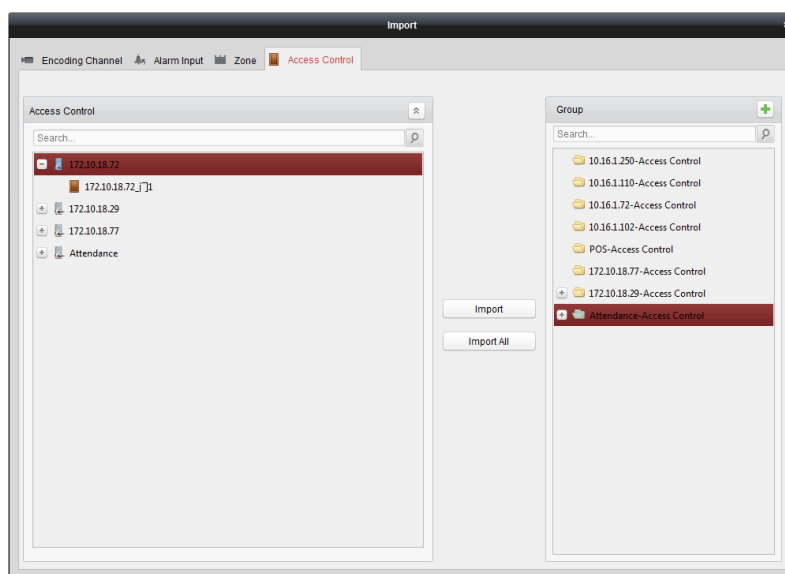 Import
Encoding Channel Alarm Input Zone Access Control
Access Control
Search...
172.10.18.72
172.10.18.29
172.10.18.77
Attendance
Import
Import All
Group
Search...
10.16.1.250-Access Control
10.16.1.110-Access Control
10.16.1.72-Access Control
10.16.1.102-Access Control
POS-Access Control
172.10.18.77-Access Control
172.10.18.29-Access Control
Attendance-Access Control